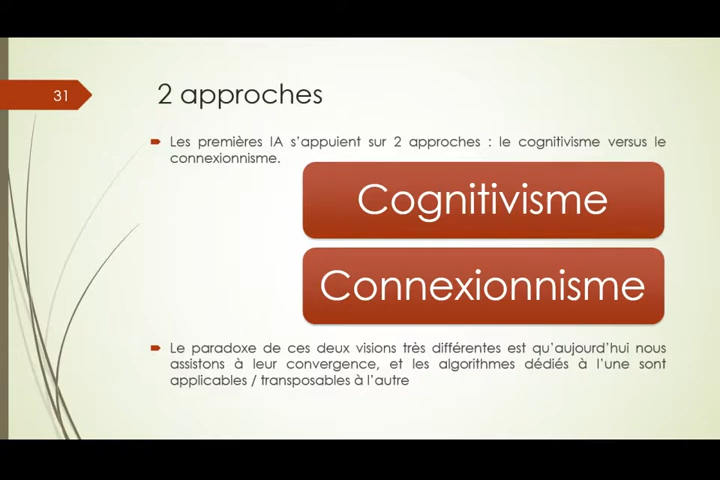 31
2 approches
Les premières IA s'appuient sur 2 approches : le cognitivisme versus le
connexionnisme.
Cognitivisme
Connexionnisme
Le paradoxe de ces deux visions très différentes est qu'aujourd'hui nous
assistons à leur convergence, et les algorithmes dédiés à l'une sont
applicables / transposables à l'autre